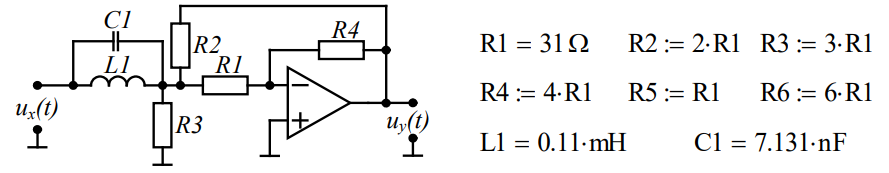 C1
R2
R4
L1
R1
uₓ(t)
R3
−
+
u_y(t)
R1 = 31 Ω R2 := 2·R1 R3 := 3·R1
R4 := 4·R1 R5 := R1 R6 := 6·R1
L1 = 0.11·mH C1 = 7.131·nF